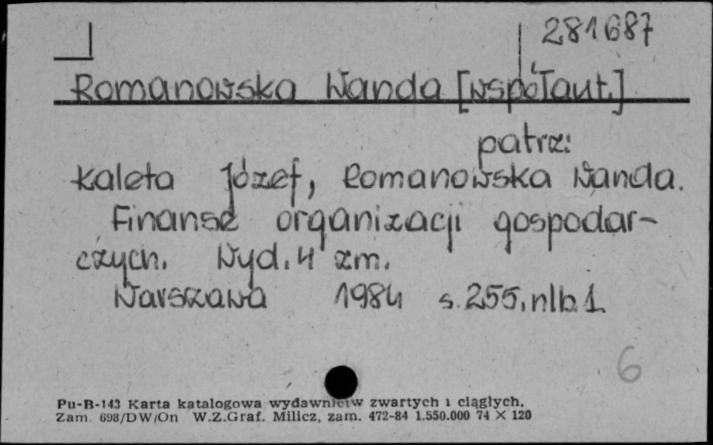 281687
Romanowska Wanda [współaut.]
patrz:
Kaleta Józef, Romanowska Wanda.
Finanse organizacji gospodar-
czych. Wyd. 4 zm.
Warszawa 1984 s. 255, nlb. 1
6
Pu-B-143 Karta katalogowa wydawnictw zwartych i ciągłych.
Zam. 698/DW/On W.Z.Graf. Milicz, zam. 472-84 1.550.000 74 × 120